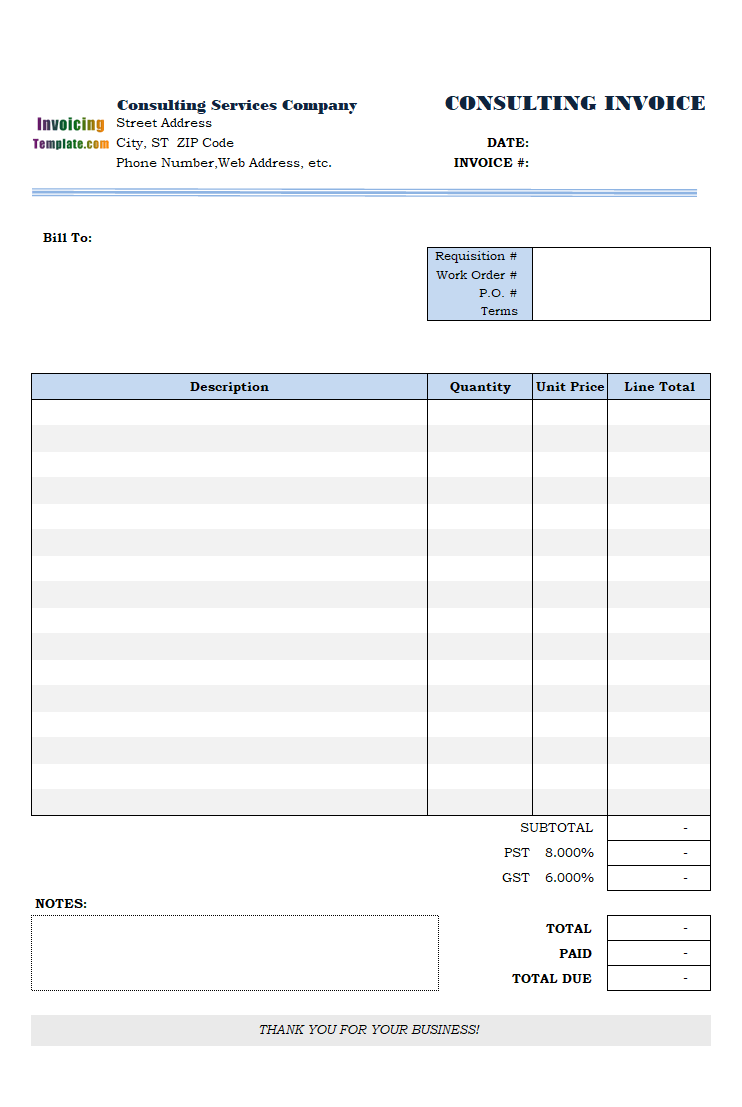 Invoicing
Template.com
Consulting Services Company
Street Address
City, ST  ZIP Code
Phone Number,Web Address, etc.
CONSULTING INVOICE
DATE:
INVOICE #:
Bill To:
Requisition #
Work Order #
P.O. #
Terms
Description Quantity Unit Price Line Total
SUBTOTAL -
PST 8.000% -
GST 6.000% -
NOTES:
TOTAL -
PAID -
TOTAL DUE -
THANK YOU FOR YOUR BUSINESS!